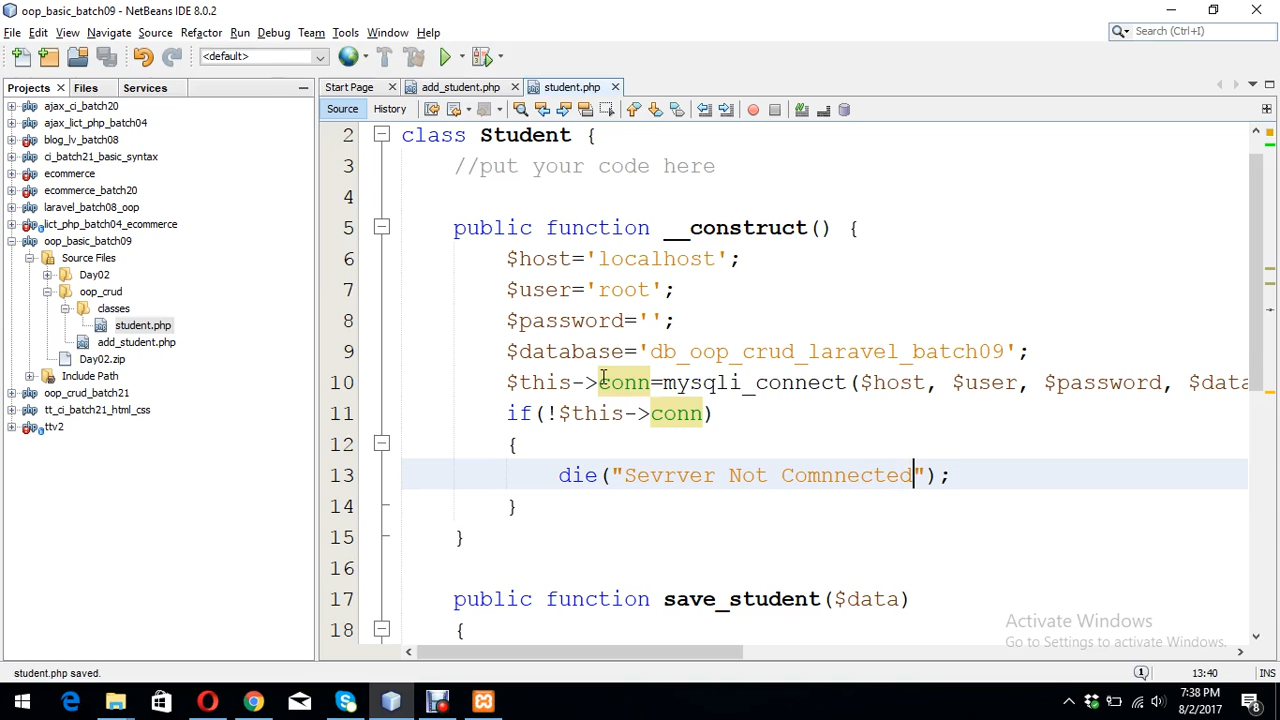 oop_basic_batch09 - NetBeans IDE 8.0.2
File Edit View Navigate Source Refactor Run Debug Team Tools Window Help
Search (Ctrl+I)
<default>
Projects Files Services
Start Page add_student.php student.php
Source History
ajax_ci_batch20
ajax_lict_php_batch04
blog_lv_batch08
ci_batch21_basic_syntax
ecommerce
ecommerce_batch20
laravel_batch08_oop
lict_php_batch04_ecommerce
oop_basic_batch09
Source Files
Day02
oop_crud
classes
student.php
add_student.php
Day02.zip
Include Path
oop_crud_batch21
tt_ci_batch21_html_css
ttv2
2 class Student {
3 //put your code here
4
5 public function __construct() {
6 $host='localhost';
7 $user='root';
8 $password='';
9 $database='db_oop_crud_laravel_batch09';
10 $this->conn=mysqli_connect($host, $user, $password, $data
11 if(!$this->conn)
12 {
13 die("Sevrver Not Comnnected");
14 }
15 }
16
17 public function save_student($data)
18 {
Activate Windows
Go to Settings to activate Windows.
student.php saved.
1
13:40
INS
7:38 PM
8/2/2017
8